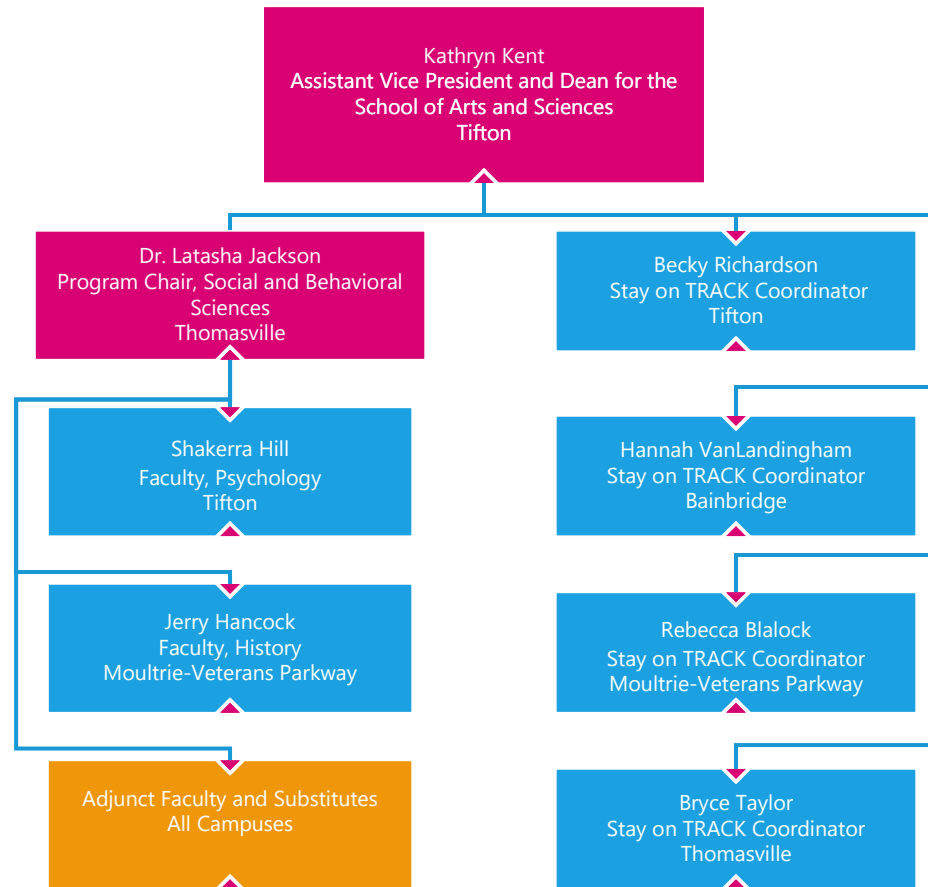 Kathryn Kent
Assistant Vice President and Dean for the
School of Arts and Sciences
Tifton
Dr. Latasha Jackson
Program Chair, Social and Behavioral
Sciences
Thomasville
Becky Richardson
Stay on TRACK Coordinator
Tifton
Shakerra Hill
Faculty, Psychology
Tifton
Hannah VanLandingham
Stay on TRACK Coordinator
Bainbridge
Jerry Hancock
Faculty, History
Moultrie-Veterans Parkway
Rebecca Blalock
Stay on TRACK Coordinator
Moultrie-Veterans Parkway
Adjunct Faculty and Substitutes
All Campuses
Bryce Taylor
Stay on TRACK Coordinator
Thomasville